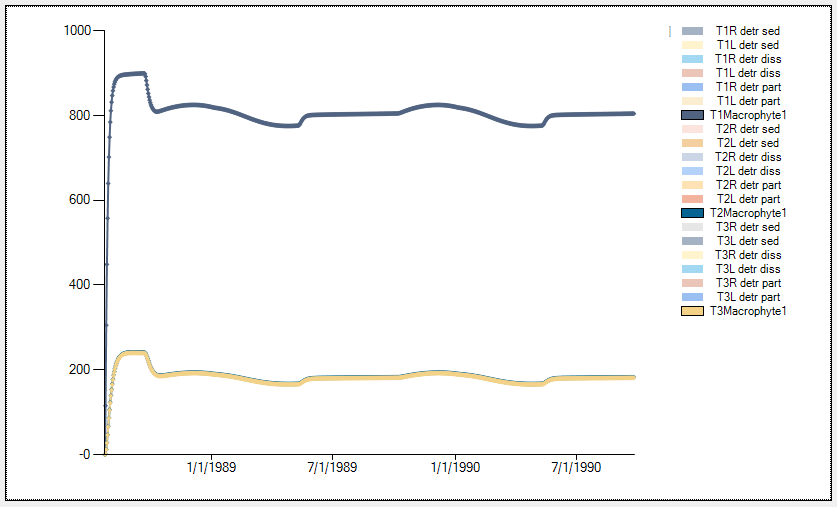 1000
800
600
400
200
-0
1/1/1989
7/1/1989
1/1/1990
7/1/1990
T1R detr sed
T1L detr sed
T1R detr diss
T1L detr diss
T1R detr part
T1L detr part
T1Macrophyte1
T2R detr sed
T2L detr sed
T2R detr diss
T2L detr diss
T2R detr part
T2L detr part
T2Macrophyte1
T3R detr sed
T3L detr sed
T3R detr diss
T3L detr diss
T3R detr part
T3L detr part
T3Macrophyte1